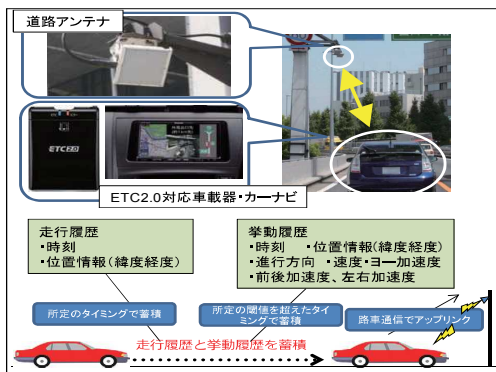 道路アンテナ
ETC2.0
ETC2.0対応車載器・カーナビ
走行履歴
・時刻
・位置情報(緯度経度)
挙動履歴
・時刻 ・位置情報(緯度経度)
・進行方向 ・速度・ヨー加速度
・前後加速度、左右加速度
所定のタイミングで蓄積
所定の閾値を超えたタイ
ミングで蓄積
路車通信でアップリンク
走行履歴と挙動履歴を蓄積